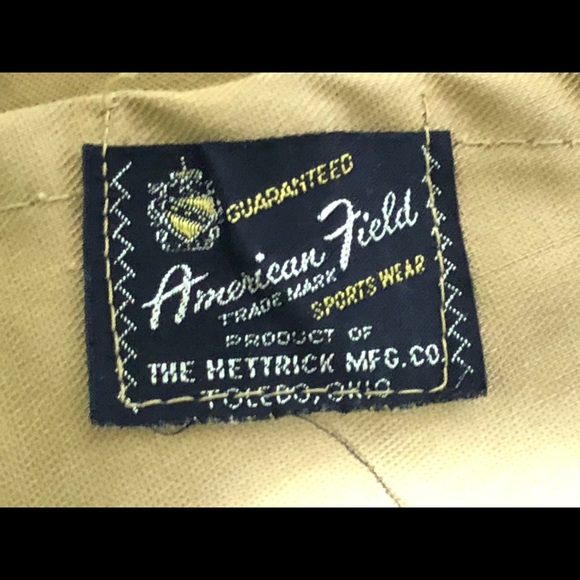 GUARANTEED
American Field
TRADE MARK
SPORTS WEAR
PRODUCT OF
THE HETTRICK MFG.CO.
TOLEDO, OHIO